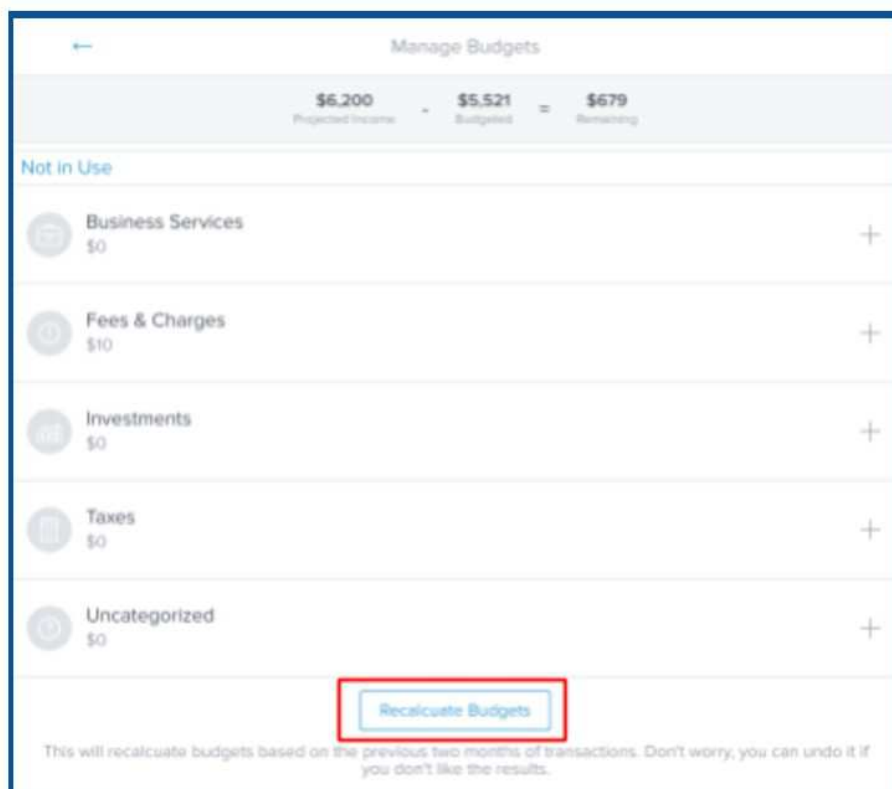 ←
Manage Budgets
$6,200 - $5,521 = $679
Projected Income Budgeted Remaining
Not in Use
Business Services
$0
+
Fees & Charges
$10
+
Investments
$0
+
Taxes
$0
+
Uncategorized
$0
+
Recalcuate Budgets
This will recalcuate budgets based on the previous two months of transactions. Don't worry, you can undo it if
you don't like the results.